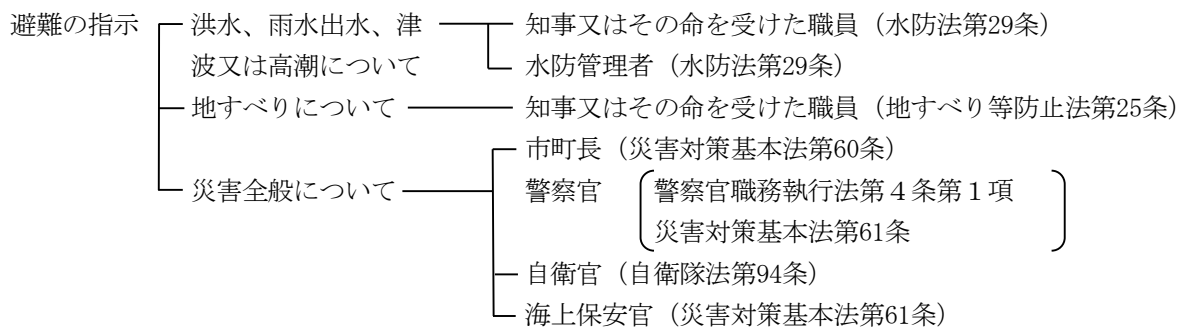 避難の指示 洪水、雨水出水、津 知事又はその命を受けた職員（水防法第29条）
波又は高潮について 水防管理者（水防法第29条）
地すべりについて 知事又はその命を受けた職員（地すべり等防止法第25条）
市町長（災害対策基本法第60条）
災害全般について 警察官 警察官職務執行法第４条第１項
災害対策基本法第61条
自衛官（自衛隊法第94条）
海上保安官（災害対策基本法第61条）